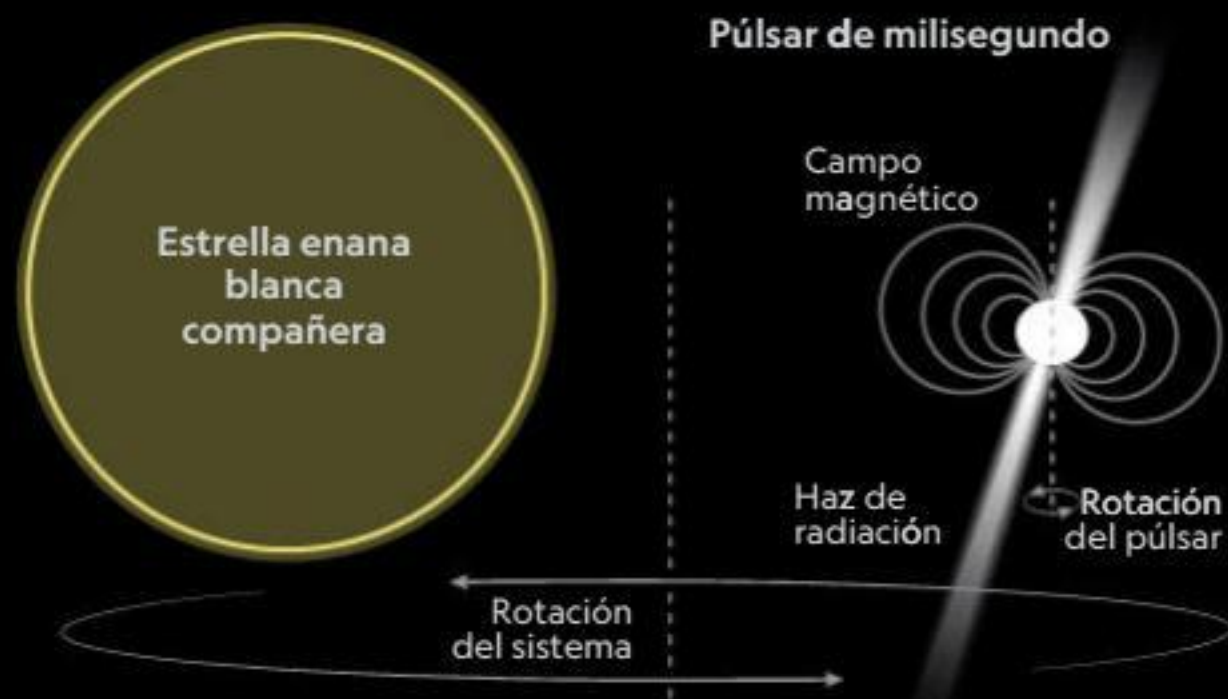 Púlsar de milisegundo
Estrella enana
blanca
compañera
Campo
magnético
Haz de
radiación
Rotación
del púlsar
Rotación
del sistema